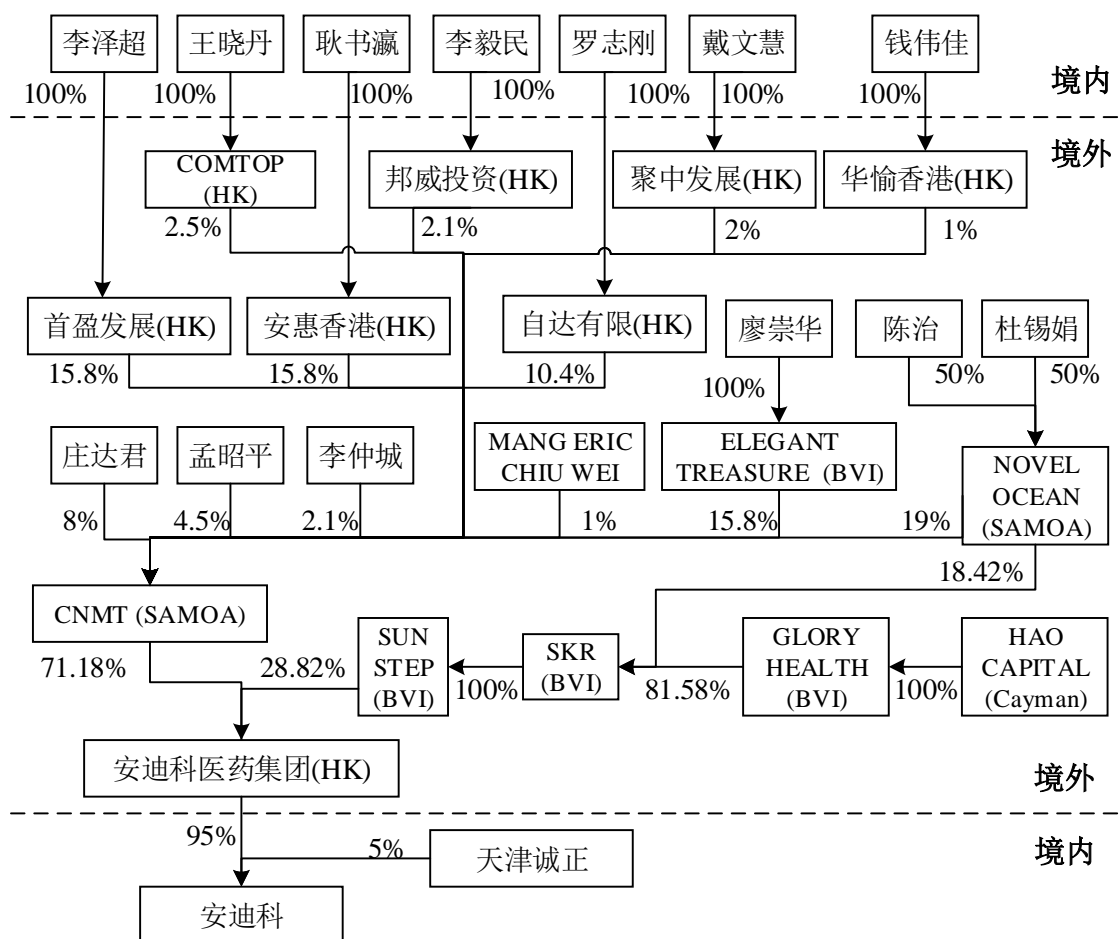 李泽超 王晓丹 耿书瀛 李毅民 罗志刚 戴文慧 钱伟佳
100% 100% 100% 100% 100% 100% 100%
境内
境外
COMTOP
(HK)
邦威投资(HK) 聚中发展(HK) 华愉香港(HK)
2.5% 2.1% 2% 1%
首盈发展(HK) 安惠香港(HK) 自达有限(HK) 廖崇华 陈治 杜锡娟
15.8% 15.8% 10.4% 100% 50% 50%
庄达君 孟昭平 李仲城
MANG ERIC
CHIU WEI
ELEGANT
TREASURE (BVI)
NOVEL
OCEAN
(SAMOA)
8% 4.5% 2.1% 1% 15.8% 19%
18.42%
CNMT (SAMOA)
SUN
STEP
(BVI)
SKR
(BVI)
GLORY
HEALTH
(BVI)
HAO
CAPITAL
(Cayman)
71.18% 28.82% 100% 81.58% 100%
安迪科医药集团(HK)
境外
境内
95% 5% 天津诚正
安迪科